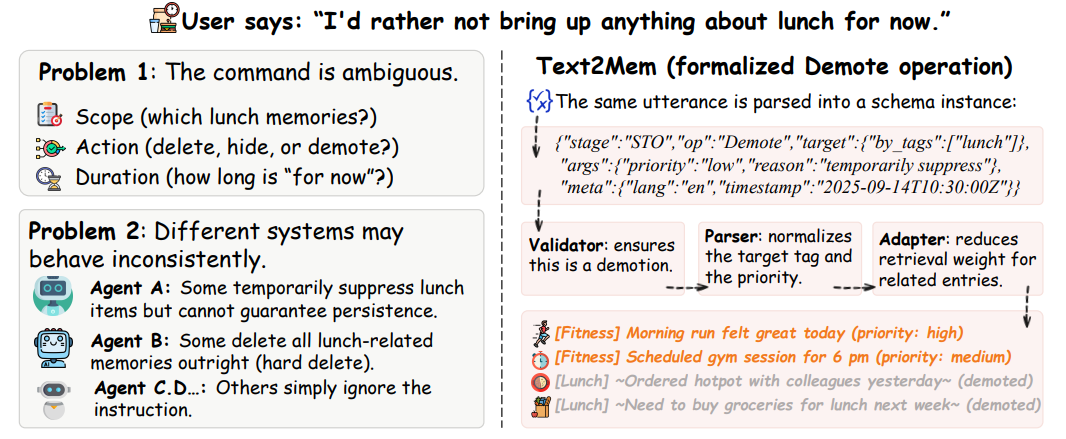 User says: “I'd rather not bring up anything about lunch for now.”
Problem 1: The command is ambiguous.
Scope (which lunch memories?)
Action (delete, hide, or demote?)
Duration (how long is “for now”?)
Problem 2: Different systems may
behave inconsistently.
Agent A: Some temporarily suppress lunch
items but cannot guarantee persistence.
Agent B: Some delete all lunch-related
memories outright (hard delete).
Agent C.D…: Others simply ignore the
instruction.
Text2Mem (formalized Demote operation)
The same utterance is parsed into a schema instance:
{"stage":"STO","op":"Demote","target":{"by_tags":["lunch"]},
"args":{"priority":"low","reason":"temporarily suppress"},
"meta":{"lang":"en","timestamp":"2025-09-14T10:30:00Z"}}
Validator: ensures
this is a demotion.
Parser: normalizes
the target tag and
the priority.
Adapter: reduces
retrieval weight for
related entries.
[Fitness] Morning run felt great today (priority: high)
[Fitness] Scheduled gym session for 6 pm (priority: medium)
[Lunch] ~Ordered hotpot with colleagues yesterday~ (demoted)
[Lunch] ~Need to buy groceries for lunch next week~ (demoted)